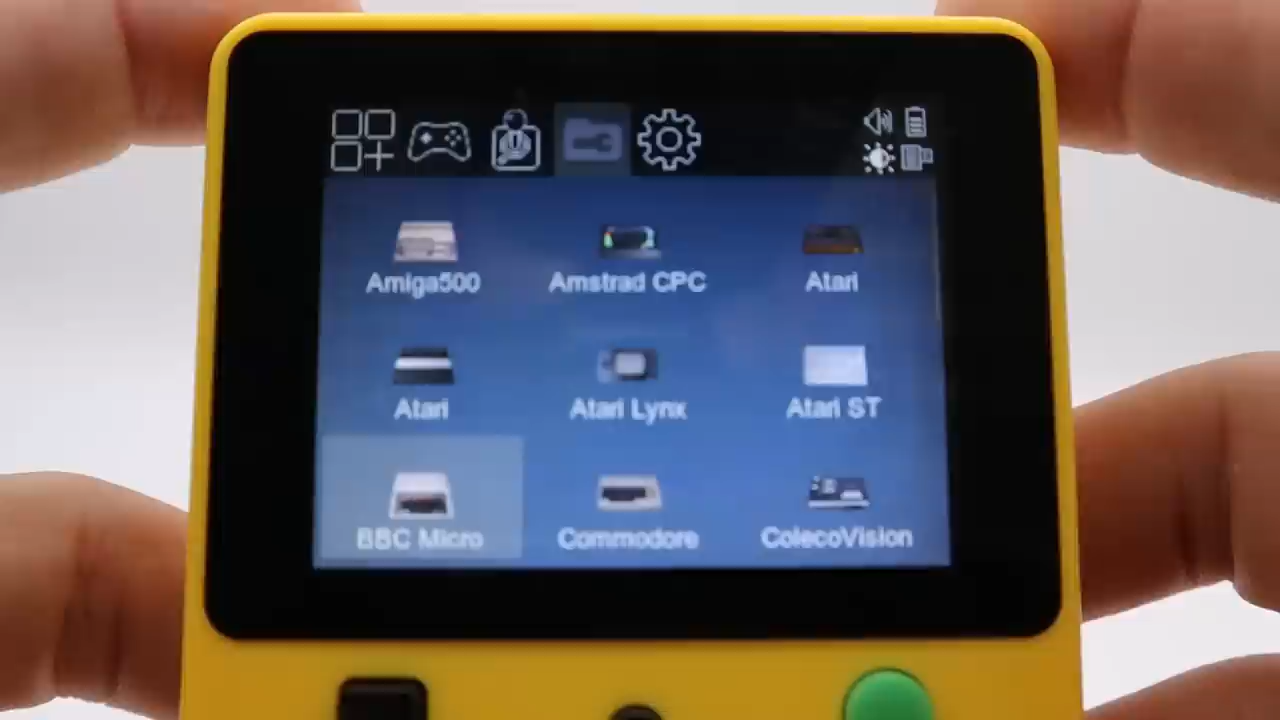 Amiga500
Amstrad CPC
Atari
Atari
Atari Lynx
Atari ST
BBC Micro
Commodore
ColecoVision